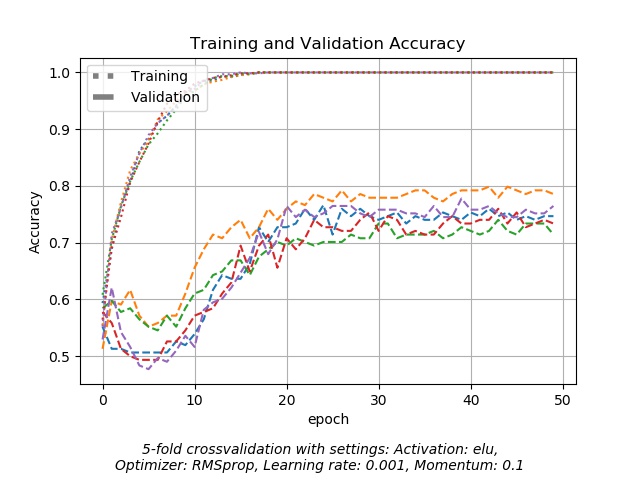 Training and Validation Accuracy
Training
Validation
1.0
0.9
0.8
0.7
0.6
0.5
Accuracy
0 10 20 30 40 50
epoch
5-fold crossvalidation with settings: Activation: elu,
Optimizer: RMSprop, Learning rate: 0.001, Momentum: 0.1